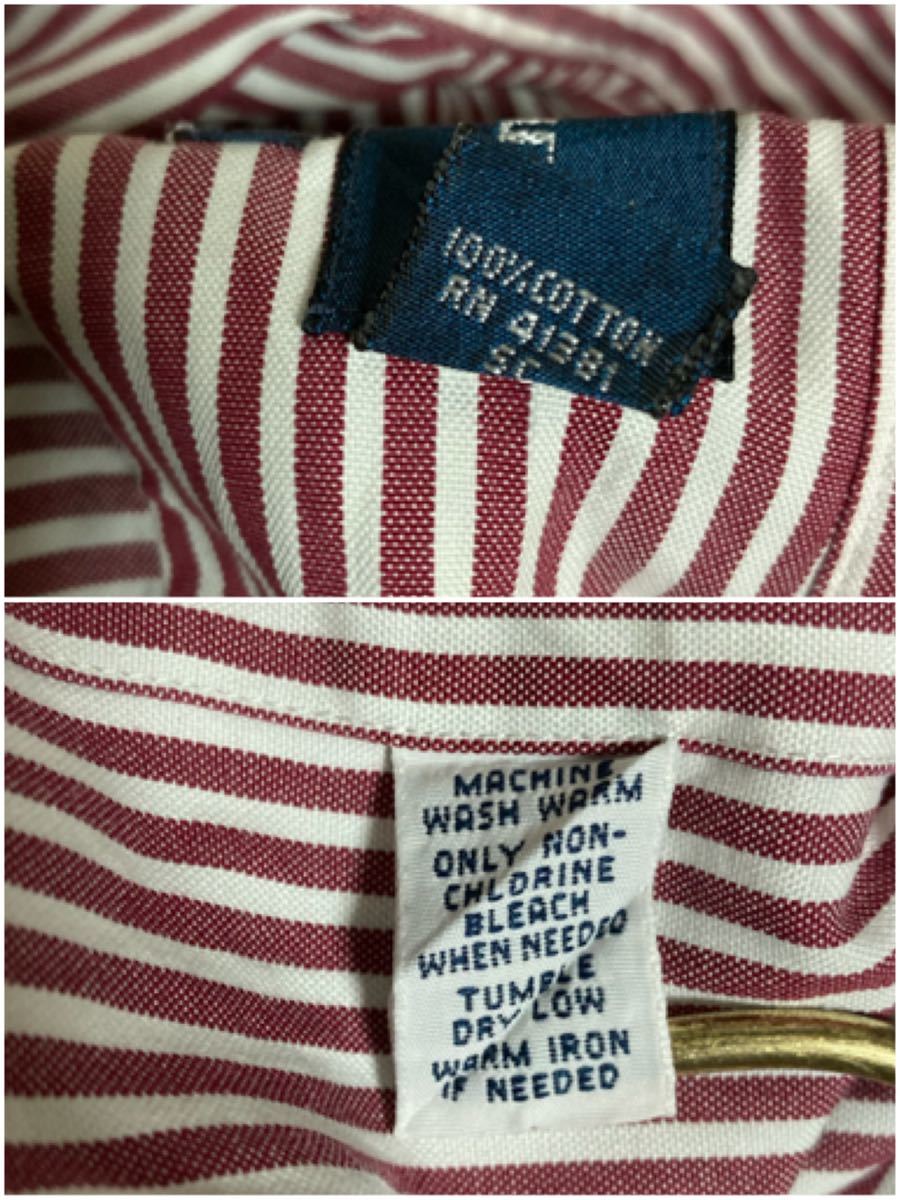 100% COTTON
RN 41381
MACHINE
WASH WARM
ONLY NON-
CHLORINE
BLEACH
WHEN NEEDED
TUMBLE
DRY LOW
WARM IRON
IF NEEDED